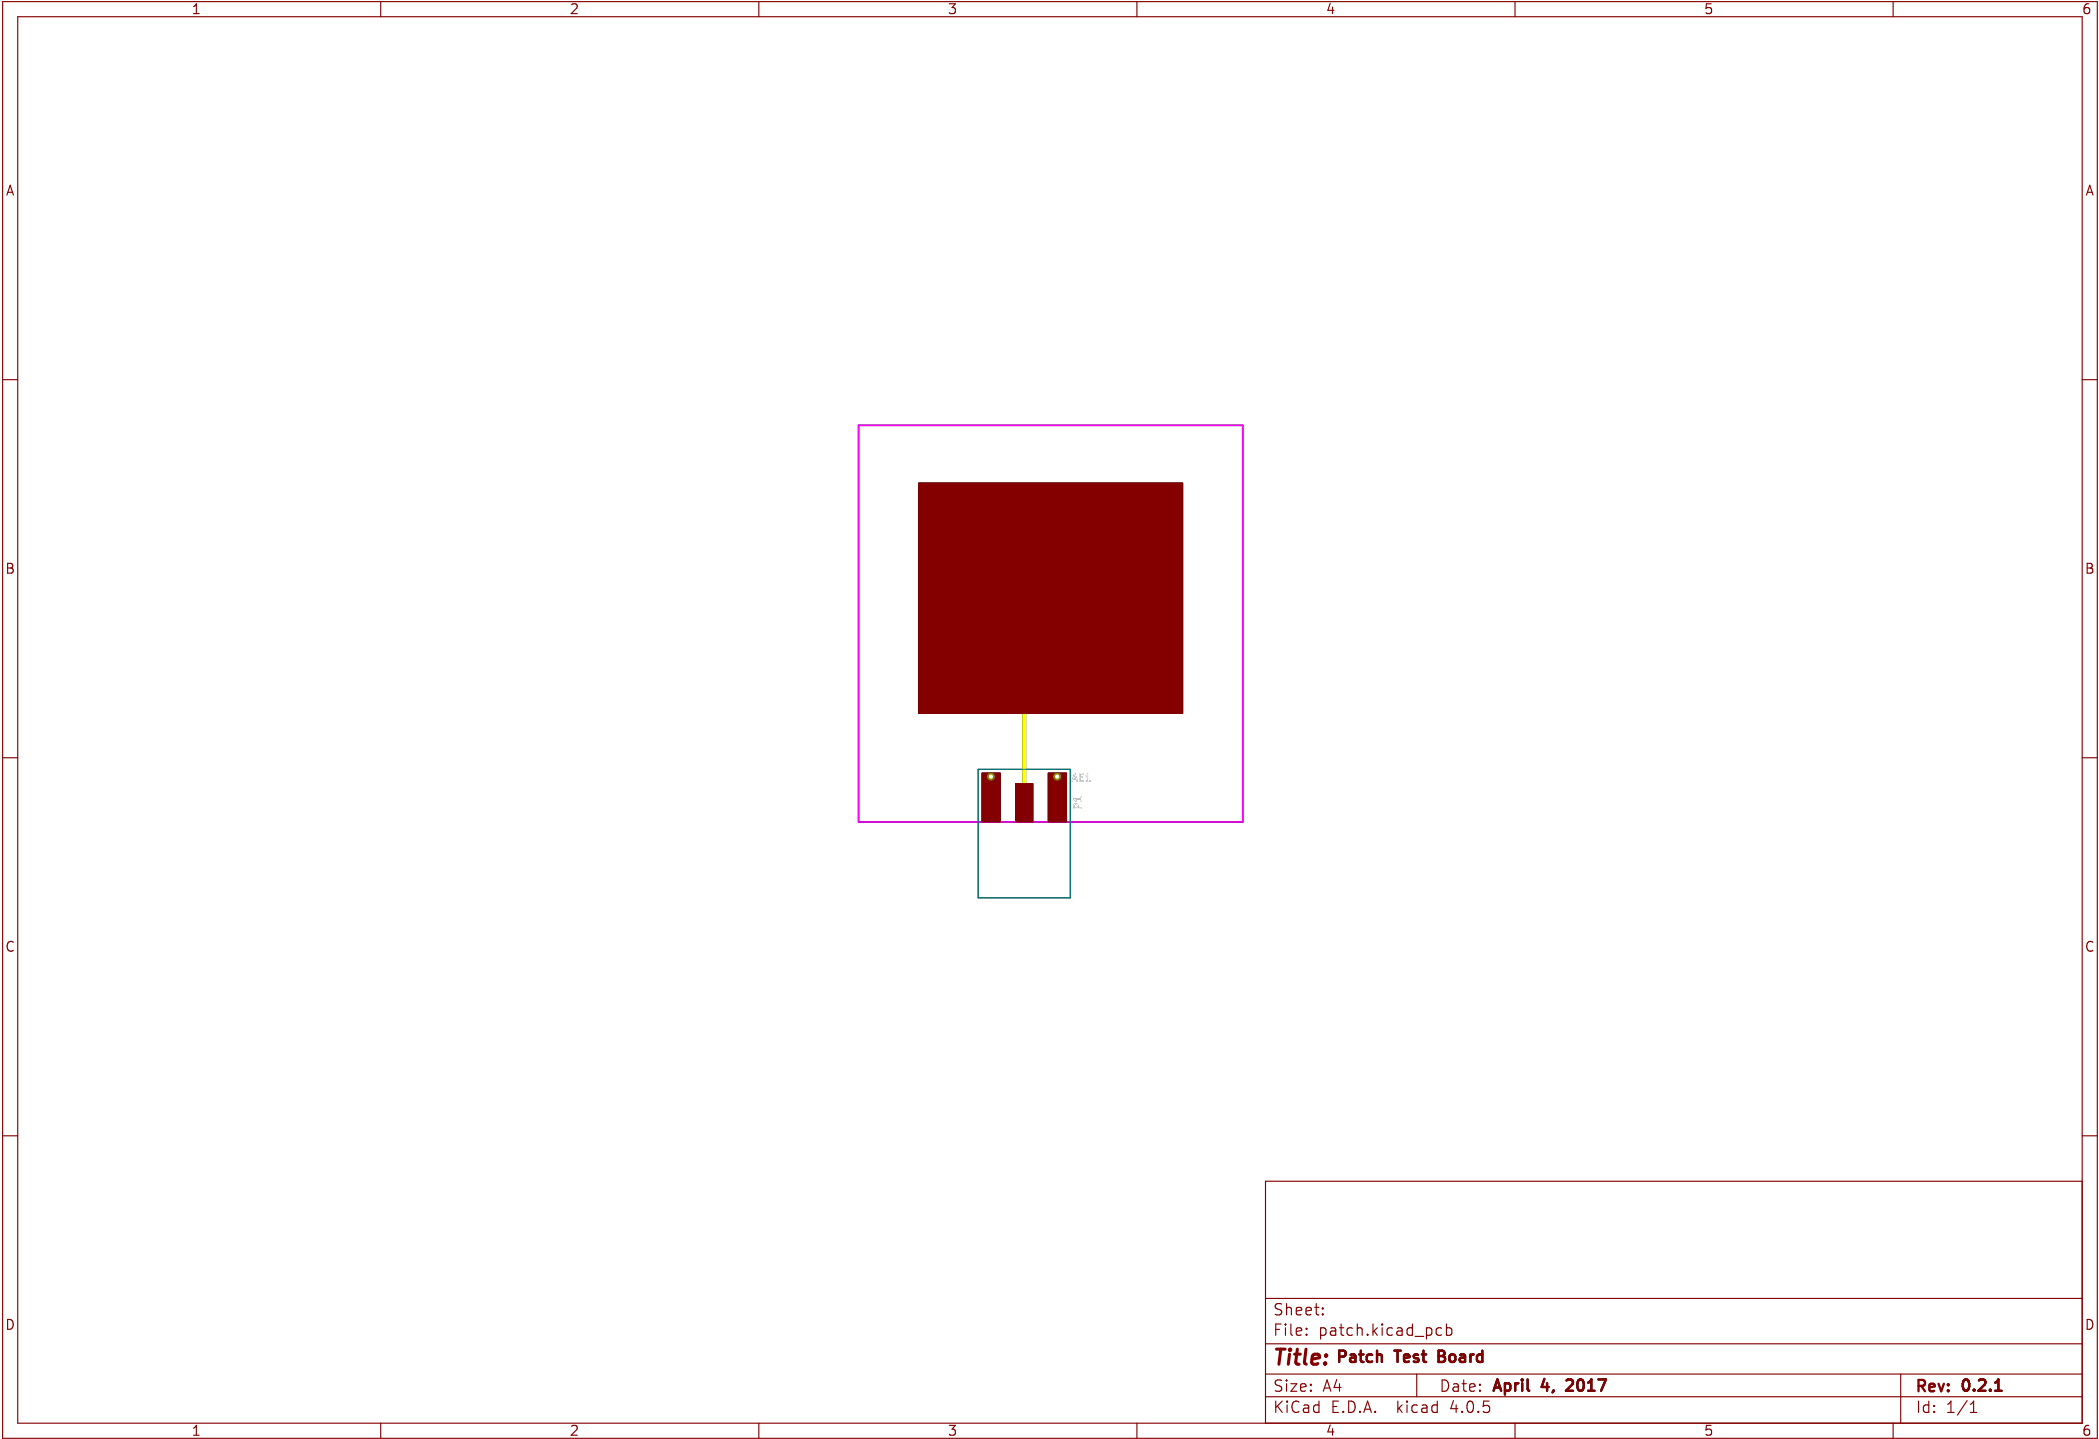 1 2 3 4 5 6
A A
B B
AE1
P1
C C
Sheet:
D D
File: patch.kicad_pcb
Title: Patch Test Board
Size: A4 Date: April 4, 2017 Rev: 0.2.1
KiCad E.D.A. kicad 4.0.5 Id: 1/1
1 2 3 4 5 6